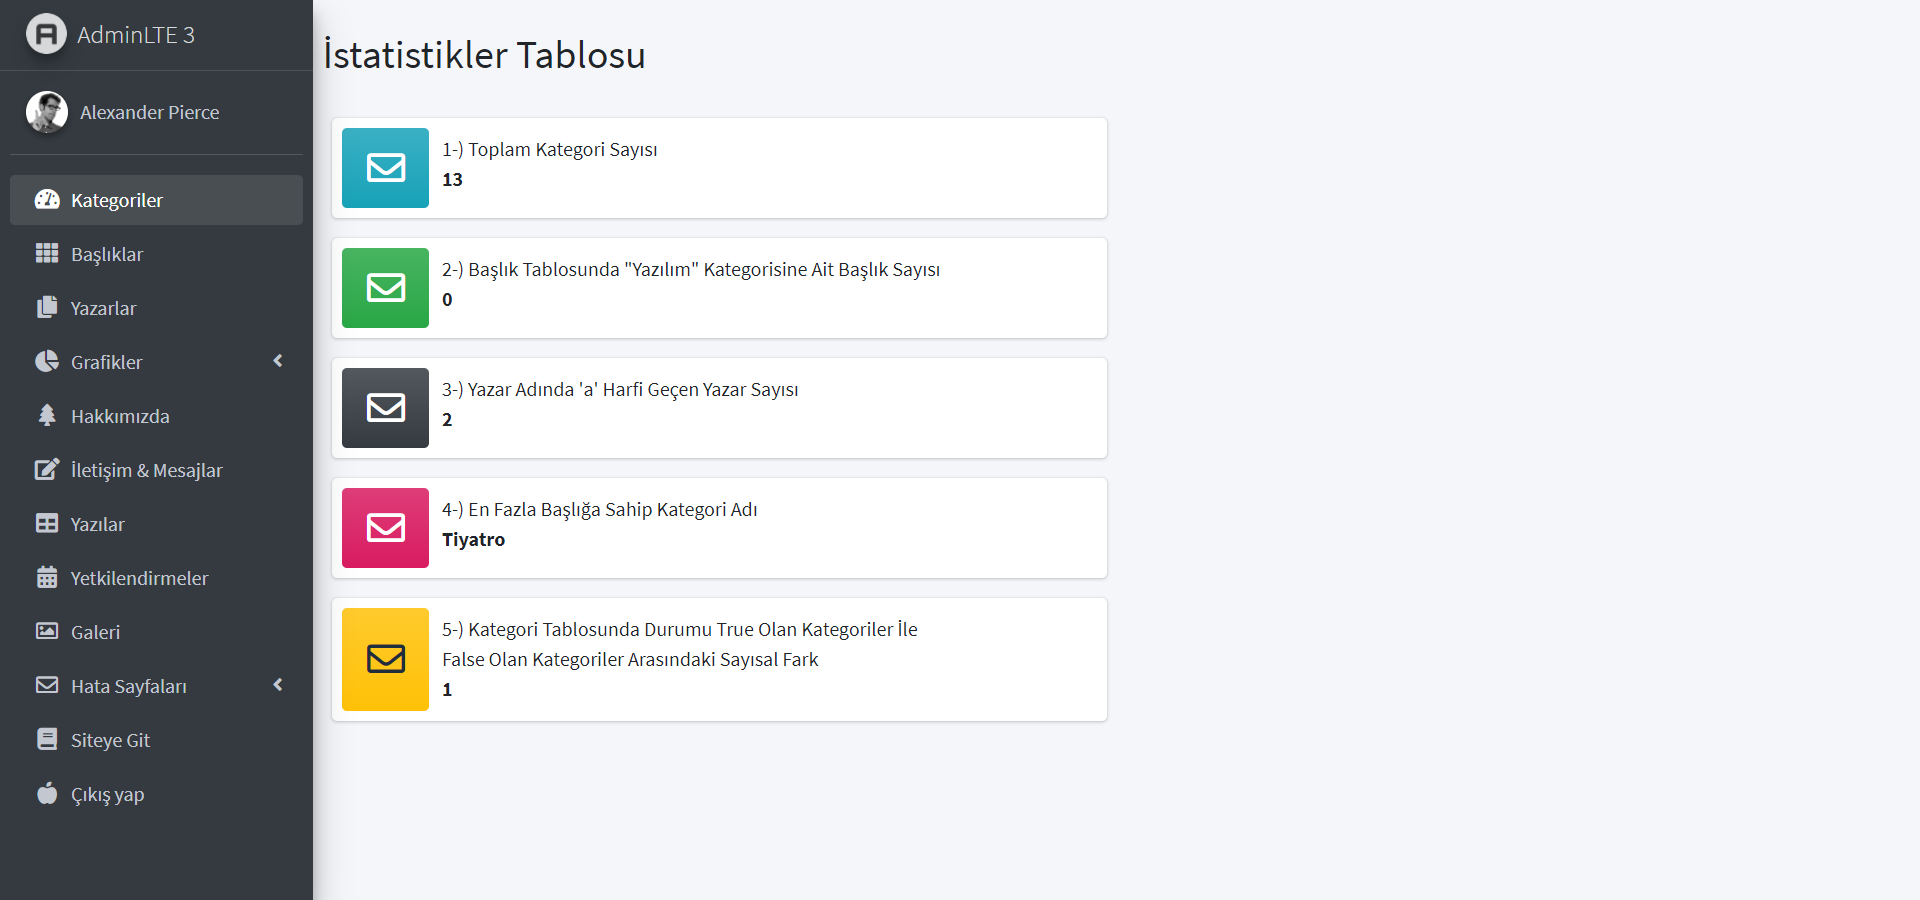 AdminLTE 3
Alexander Pierce
Kategoriler
Başlıklar
Yazarlar
Grafikler
Hakkımızda
İletişim & Mesajlar
Yazılar
Yetkilendirmeler
Galeri
Hata Sayfaları
Siteye Git
Çıkış yap
İstatistikler Tablosu
1-) Toplam Kategori Sayısı
13
2-) Başlık Tablosunda "Yazılım" Kategorisine Ait Başlık Sayısı
0
3-) Yazar Adında 'a' Harfi Geçen Yazar Sayısı
2
4-) En Fazla Başlığa Sahip Kategori Adı
Tiyatro
5-) Kategori Tablosunda Durumu True Olan Kategoriler İle
False Olan Kategoriler Arasındaki Sayısal Fark
1